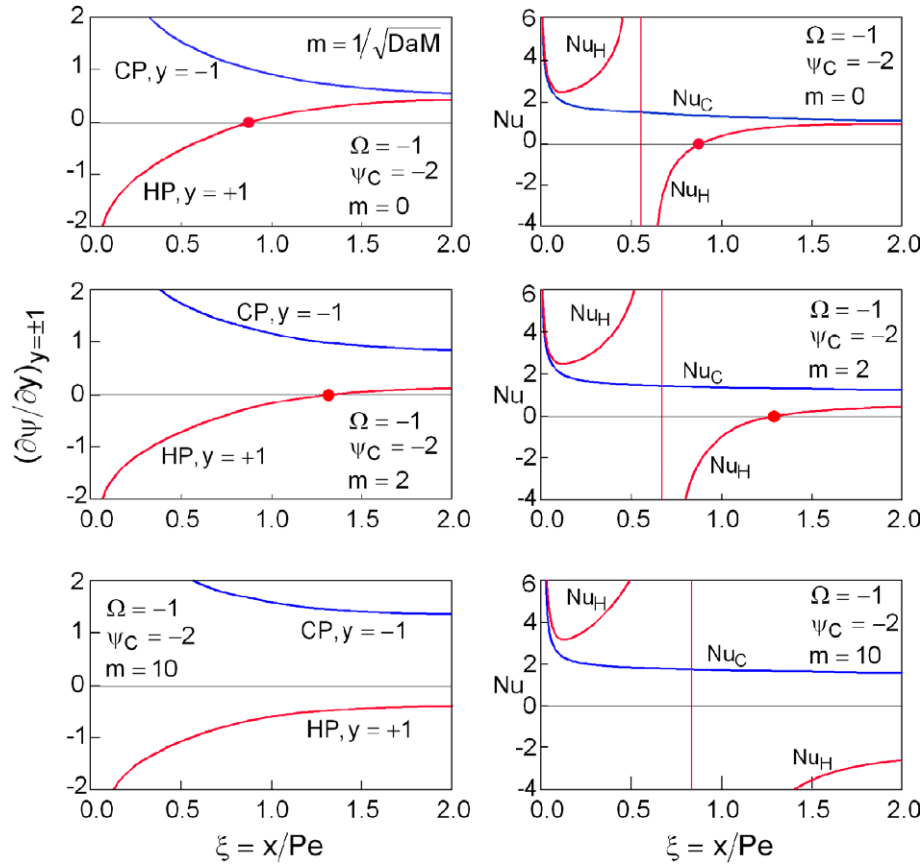 2
1
0
-1
-2
0.0 0.5 1.0 1.5 2.0
m = 1/√DaM
CP, y = −1
HP, y = +1
Ω = −1
ψC = −2
m = 0
6
4
2
Nu
0
-2
-4
0.0 0.5 1.0 1.5 2.0
NuH
NuC
NuH
Ω = −1
ψC = −2
m = 0
(∂ψ/∂y)y=±1
2
1
0
-1
-2
0.0 0.5 1.0 1.5 2.0
CP, y = −1
HP, y = +1
Ω = −1
ψC = −2
m = 2
6
4
2
Nu
0
-2
-4
0.0 0.5 1.0 1.5 2.0
NuH
NuC
NuH
Ω = −1
ψC = −2
m = 2
2
1
0
-1
-2
0.0 0.5 1.0 1.5 2.0
Ω = −1
ψC = −2
m = 10
CP, y = −1
HP, y = +1
ξ = x/Pe
6
4
2
Nu
0
-2
-4
0.0 0.5 1.0 1.5 2.0
NuH
NuC
NuH
Ω = −1
ψC = −2
m = 10
ξ = x/Pe